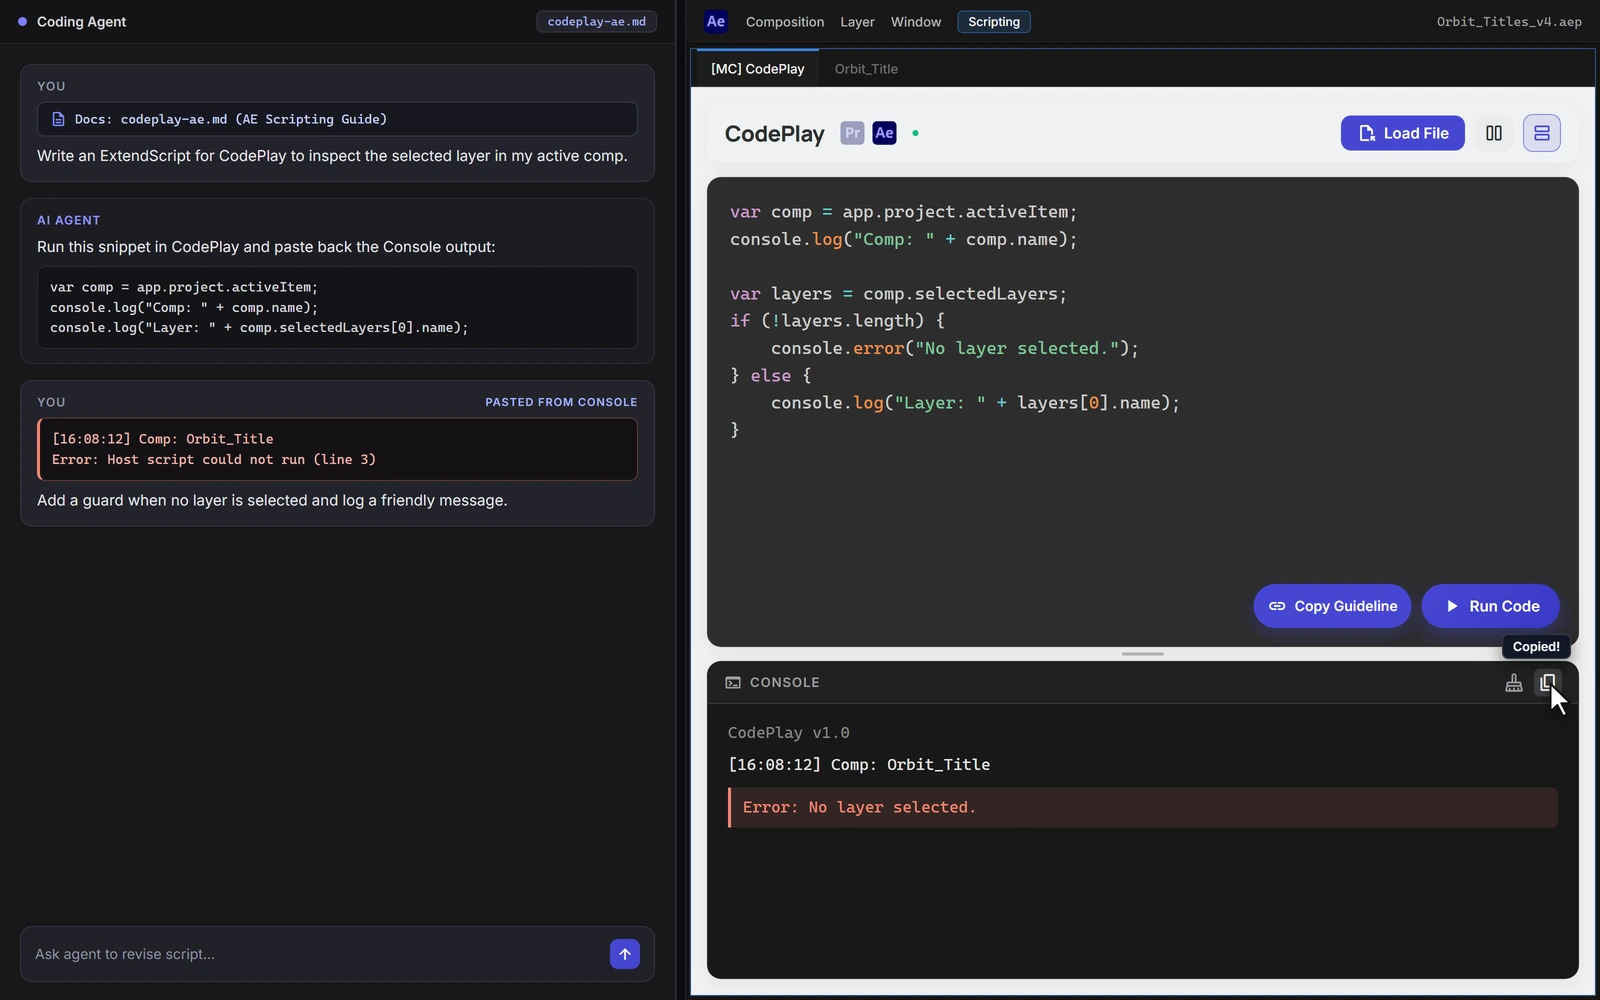 Coding Agent
codeplay-ae.md
YOU
Docs: codeplay-ae.md (AE Scripting Guide)
Write an ExtendScript for CodePlay to inspect the selected layer in my active comp.
AI AGENT
Run this snippet in CodePlay and paste back the Console output:
var comp = app.project.activeItem;
console.log("Comp: " + comp.name);
console.log("Layer: " + comp.selectedLayers[0].name);
YOU
PASTED FROM CONSOLE
[16:08:12] Comp: Orbit_Title
Error: Host script could not run (line 3)
Add a guard when no layer is selected and log a friendly message.
Ask agent to revise script...
Ae Composition Layer Window Scripting
Orbit_Titles_v4.aep
[MC] CodePlay
Orbit_Title
CodePlay Pr Ae
Load File
var comp = app.project.activeItem;
console.log("Comp: " + comp.name);
var layers = comp.selectedLayers;
if (!layers.length) {
    console.error("No layer selected.");
} else {
    console.log("Layer: " + layers[0].name);
}
Copy Guideline
Run Code
Copied!
CONSOLE
CodePlay v1.0
[16:08:12] Comp: Orbit_Title
Error: No layer selected.